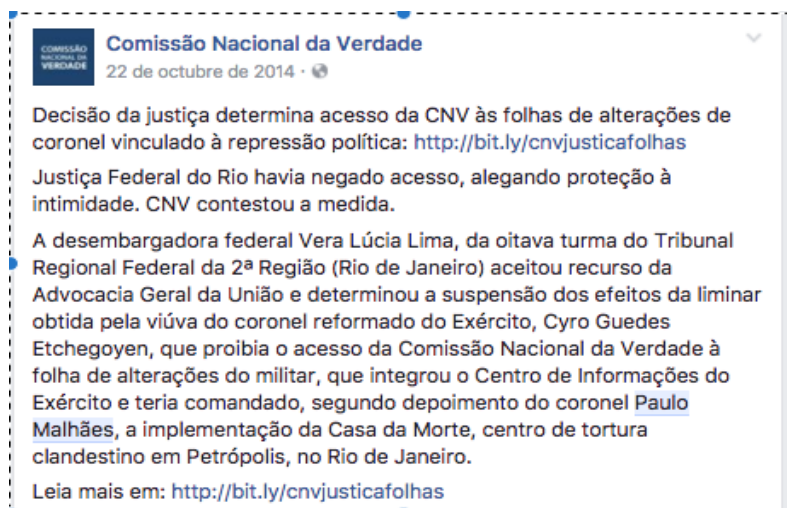 COMISSÃO
NACIONAL DA
VERDADE
Comissão Nacional da Verdade
22 de octubre de 2014 ·
Decisão da justiça determina acesso da CNV às folhas de alterações de
coronel vinculado à repressão política: http://bit.ly/cnvjusticafolhas
Justiça Federal do Rio havia negado acesso, alegando proteção à
intimidade. CNV contestou a medida.
A desembargadora federal Vera Lúcia Lima, da oitava turma do Tribunal
Regional Federal da 2ª Região (Rio de Janeiro) aceitou recurso da
Advocacia Geral da União e determinou a suspensão dos efeitos da liminar
obtida pela viúva do coronel reformado do Exército, Cyro Guedes
Etchegoyen, que proibia o acesso da Comissão Nacional da Verdade à
folha de alterações do militar, que integrou o Centro de Informações do
Exército e teria comandado, segundo depoimento do coronel Paulo
Malhães, a implementação da Casa da Morte, centro de tortura
clandestino em Petrópolis, no Rio de Janeiro.
Leia mais em: http://bit.ly/cnvjusticafolhas